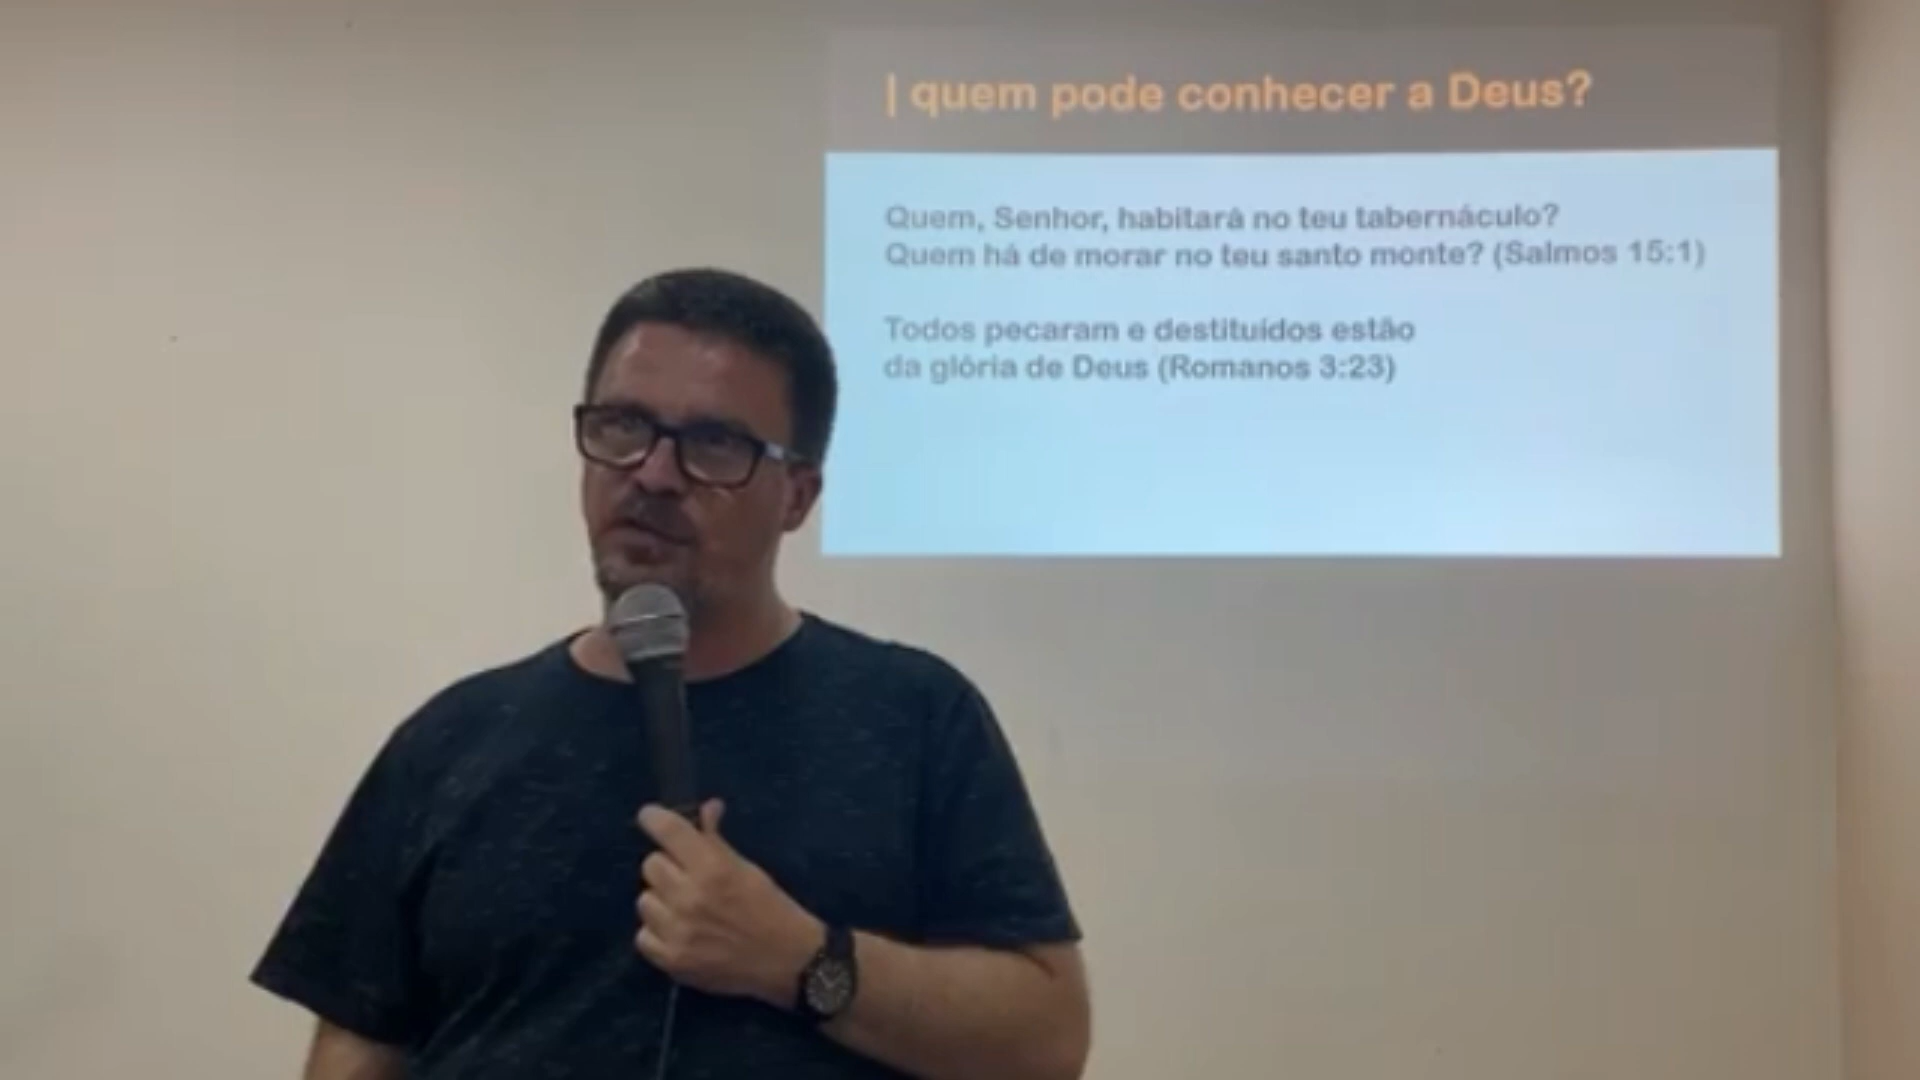 | quem pode conhecer a Deus?
Quem, Senhor, habitará no teu tabernáculo?
Quem há de morar no teu santo monte? (Salmos 15:1)
Todos pecaram e destituídos estão
da glória de Deus (Romanos 3:23)